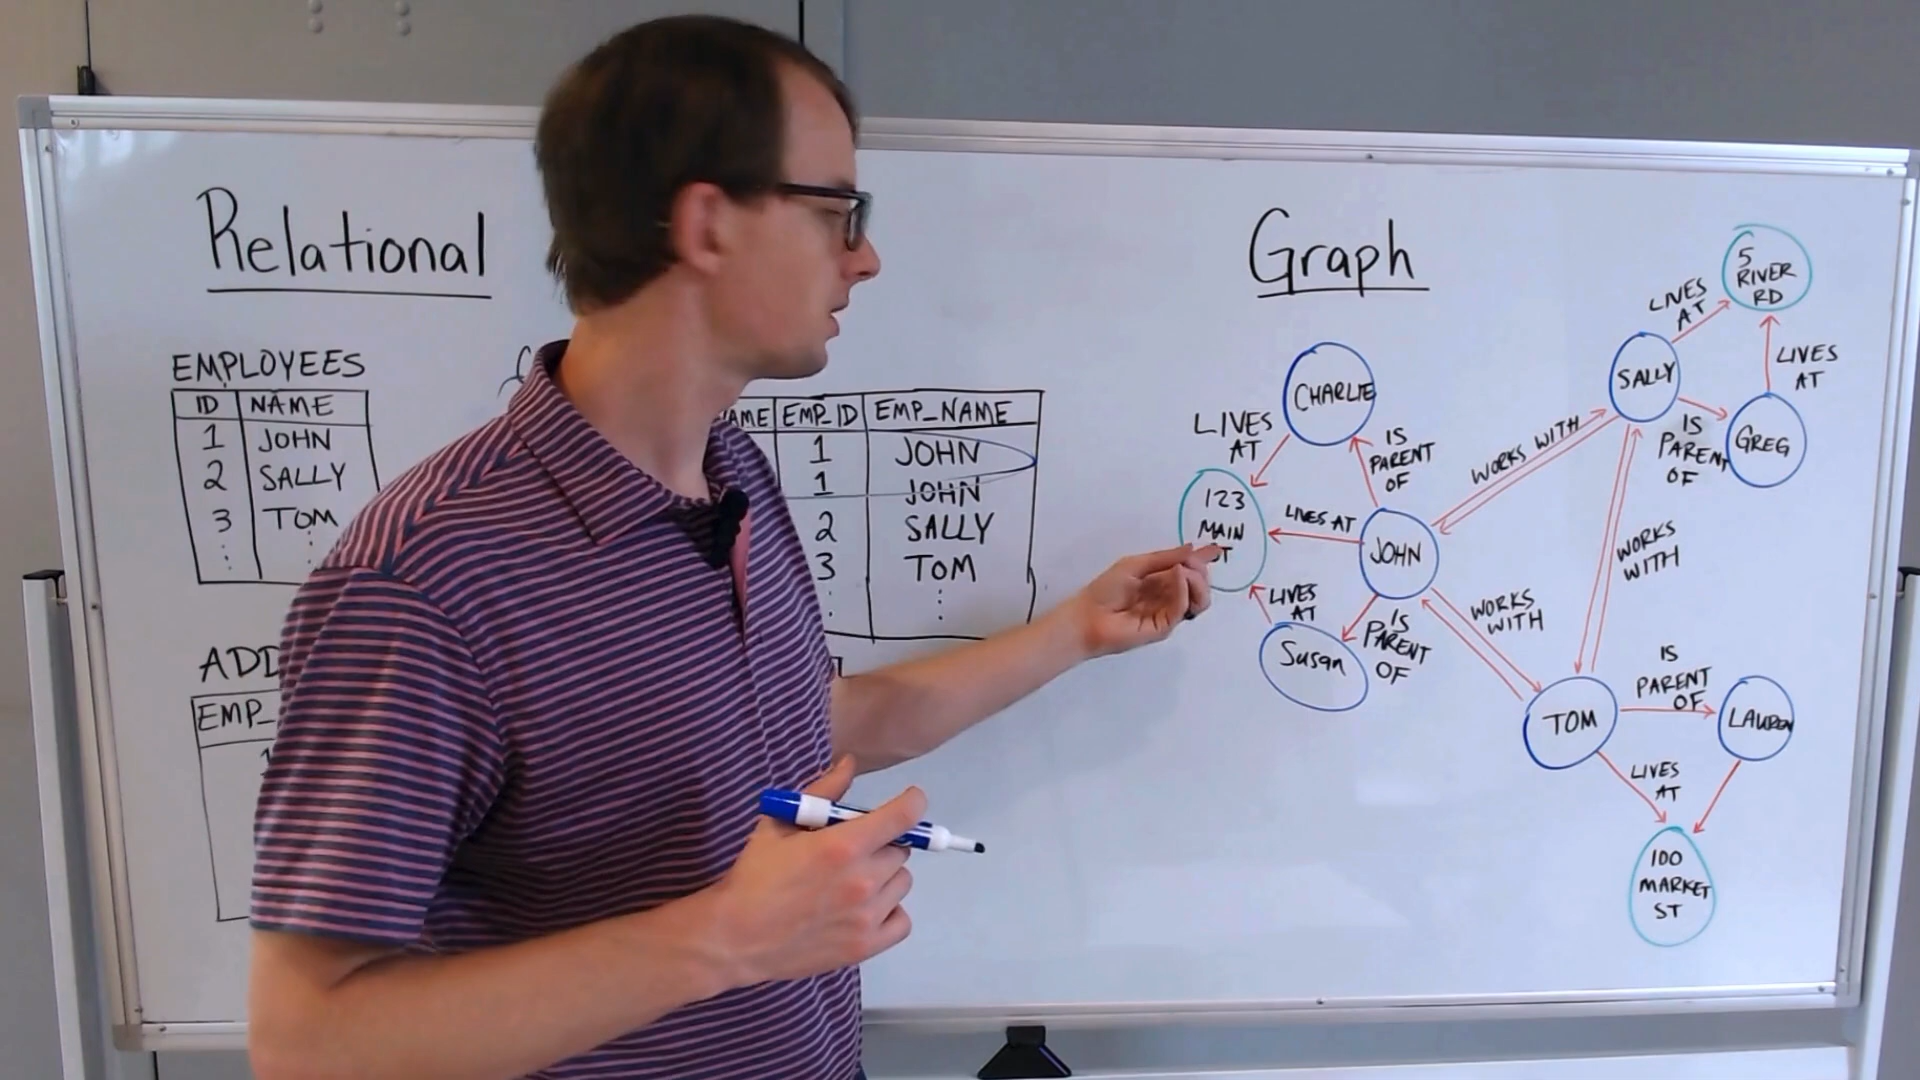 Relational
EMPLOYEES
ID NAME
1 JOHN
2 SALLY
3 TOM
EMP_ID EMP_NAME
1 JOHN
1 JOHN
2 SALLY
3 TOM
Graph
CHARLIE
LIVES
AT
IS
PARENT
OF
123
MAIN
ST
LIVES AT
JOHN
LIVES
AT
Susan
IS
PARENT
OF
WORKS WITH
WORKS
WITH
WORKS
WITH
SALLY
LIVES
AT
5
RIVER
RD
LIVES
AT
IS
PARENT
OF
GREG
TOM
IS
PARENT
OF
LAUREN
LIVES
AT
100
MARKET
ST